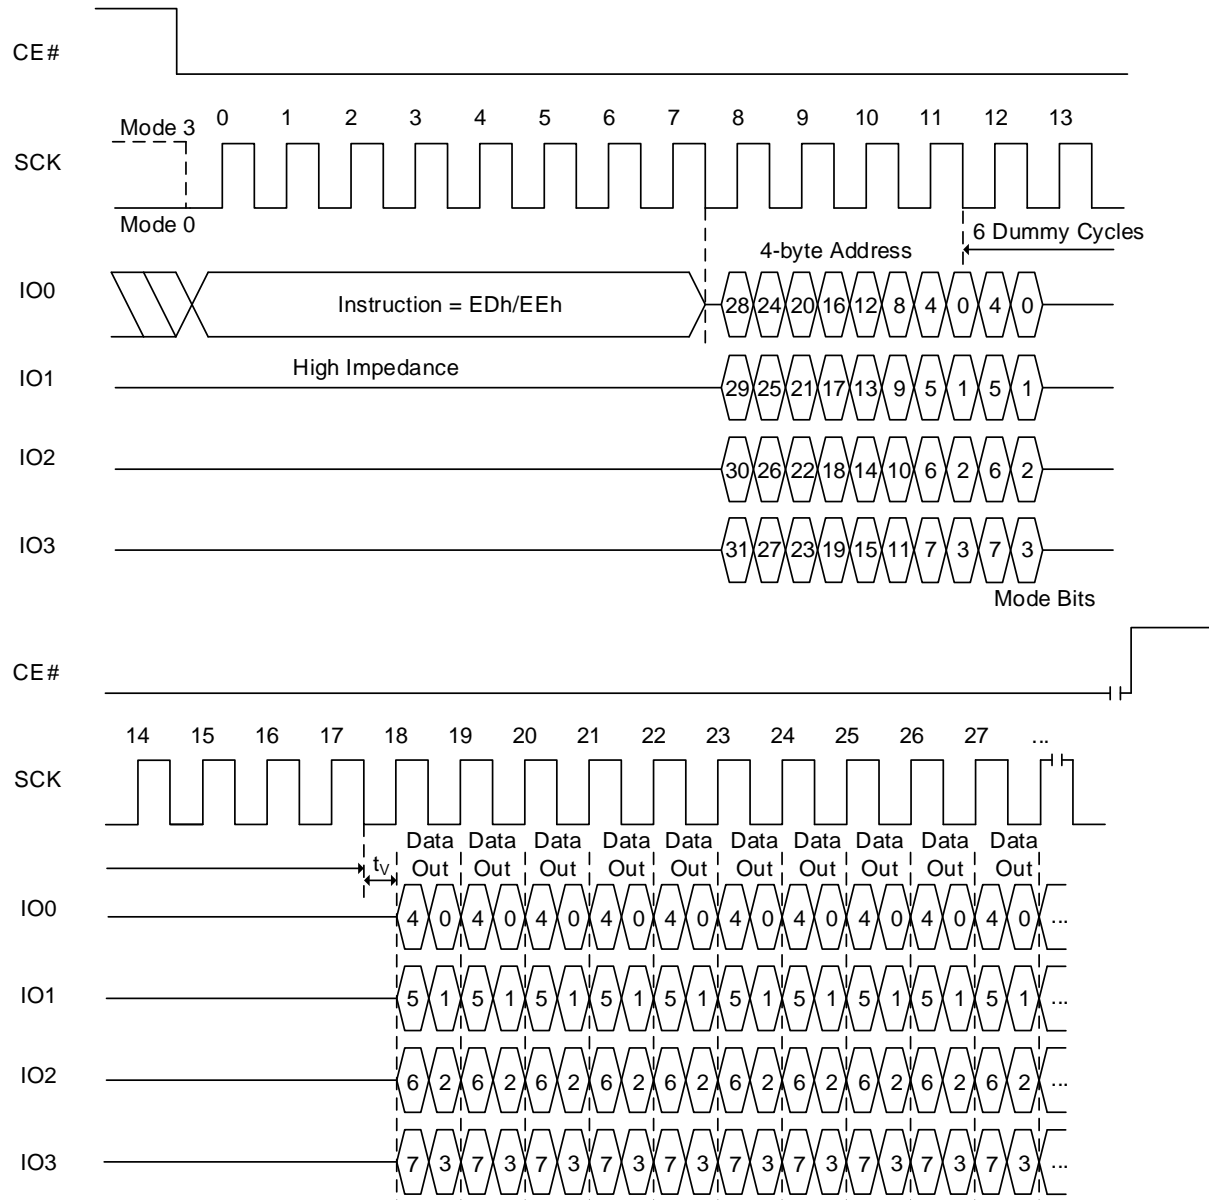 CE#
0 1 2 3 4 5 6 7 8 9 10 11 12 13
Mode 3
SCK
Mode 0
6 Dummy Cycles
4-byte Address
IO0
Instruction = EDh/EEh
28 24 20 16 12 8 4 0 4 0
High Impedance
IO1
29 25 21 17 13 9 5 1 5 1
IO2
30 26 22 18 14 10 6 2 6 2
IO3
31 27 23 19 15 11 7 3 7 3
Mode Bits
CE#
14 15 16 17 18 19 20 21 22 23 24 25 26 27 ...
SCK
Data Data Data Data Data Data Data Data Data Data
tV Out Out Out Out Out Out Out Out Out Out
IO0
4 0 4 0 4 0 4 0 4 0 4 0 4 0 4 0 4 0 4 0 ...
IO1
5 1 5 1 5 1 5 1 5 1 5 1 5 1 5 1 5 1 5 1 ...
IO2
6 2 6 2 6 2 6 2 6 2 6 2 6 2 6 2 6 2 6 2 ...
IO3
7 3 7 3 7 3 7 3 7 3 7 3 7 3 7 3 7 3 7 3 ...